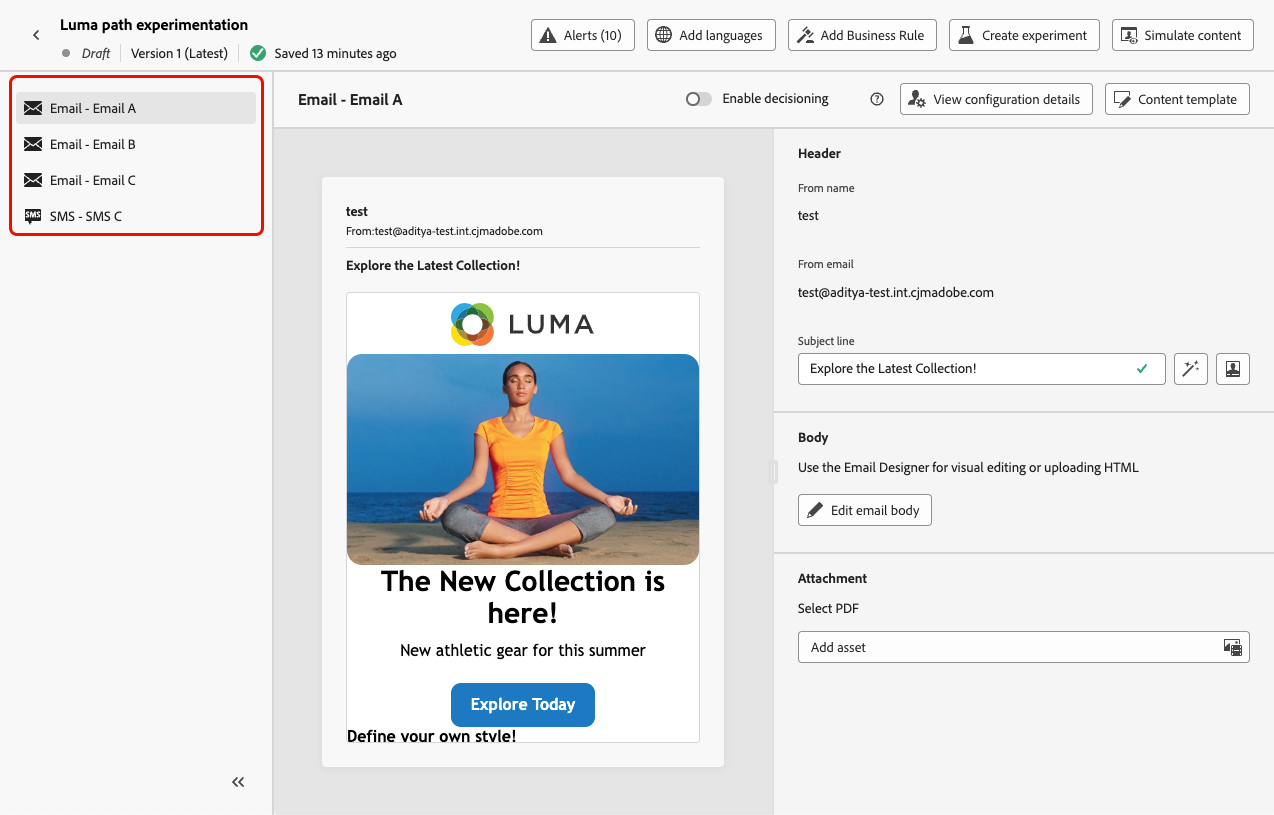 Luma path experimentation
Draft
Version 1 (Latest)
Saved 13 minutes ago
Alerts (10)
Add languages
Add Business Rule
Create experiment
Simulate content
Email - Email A
Email - Email B
Email - Email C
SMS
SMS - SMS C
Email - Email A
Enable decisioning
View configuration details
Content template
test
From:test@aditya-test.int.cjmadobe.com
Explore the Latest Collection!
LUMA
The New Collection is
here!
New athletic gear for this summer
Explore Today
Define your own style!
Header
From name
test
From email
test@aditya-test.int.cjmadobe.com
Subject line
Explore the Latest Collection!
Body
Use the Email Designer for visual editing or uploading HTML
Edit email body
Attachment
Select PDF
Add asset